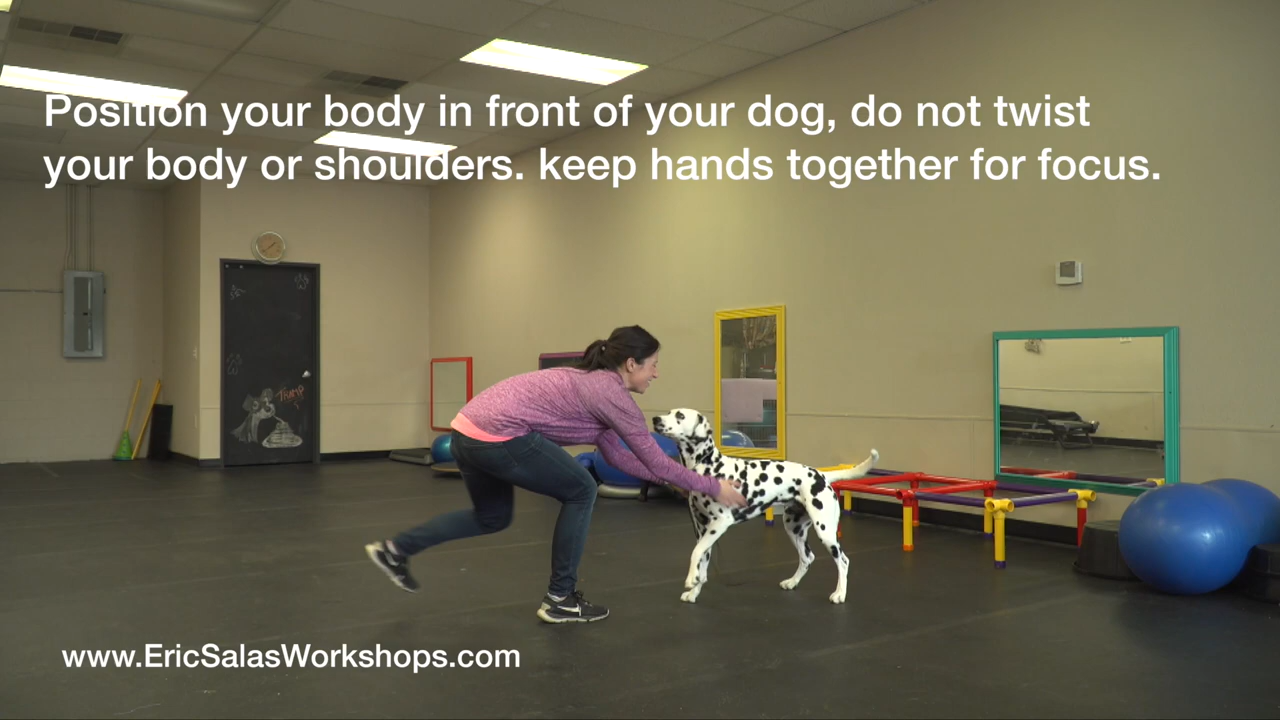 Position your body in front of your dog, do not twist
your body or shoulders. keep hands together for focus.
TRAMP
www.EricSalasWorkshops.com